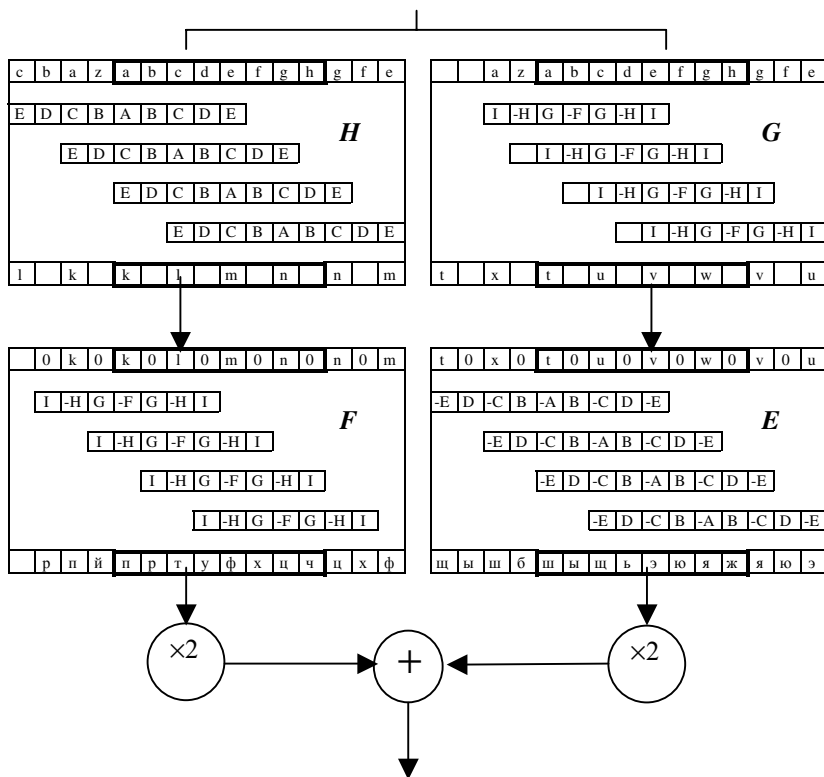 c b a z a b c d e f g h g f e
E D C B A B C D E
H
E D C B A B C D E
E D C B A B C D E
E D C B A B C D E
l k k l m n n m
a z a b c d e f g h g f e
I -H G -F G -H I
G
I -H G -F G -H I
I -H G -F G -H I
I -H G -F G -H I
t x t u v w v u
0 k 0 k 0 l 0 m 0 n 0 n 0 m
I -H G -F G -H I
F
I -H G -F G -H I
I -H G -F G -H I
I -H G -F G -H I
р п й п р т у ф х ц ч ц х ф
t 0 x 0 t 0 u 0 v 0 w 0 v 0 u
-E D -C B -A B -C D -E
E
-E D -C B -A B -C D -E
-E D -C B -A B -C D -E
-E D -C B -A B -C D -E
щ ы ш б ш ы щ ь э ю я ж я ю э
×2
+
×2